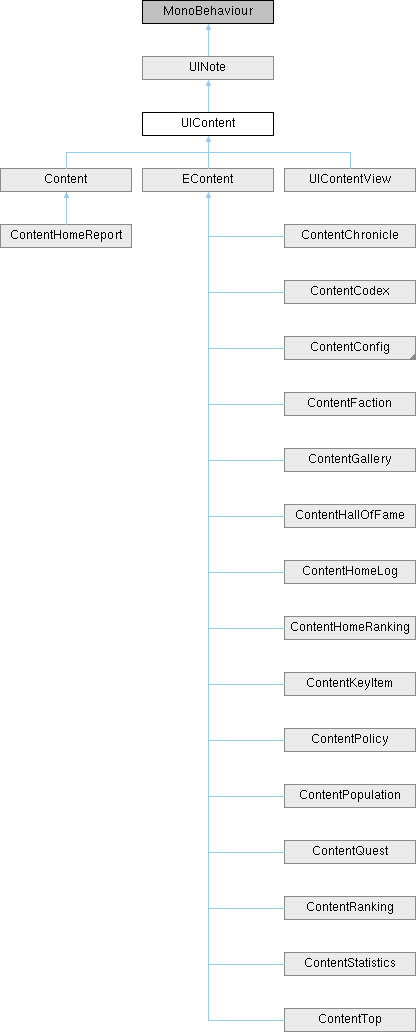 MonoBehaviour
UINote
UIContent
Content
EContent
UIContentView
ContentHomeReport
ContentChronicle
ContentCodex
ContentConfig
ContentFaction
ContentGallery
ContentHallOfFame
ContentHomeLog
ContentHomeRanking
ContentKeyItem
ContentPolicy
ContentPopulation
ContentQuest
ContentRanking
ContentStatistics
ContentTop